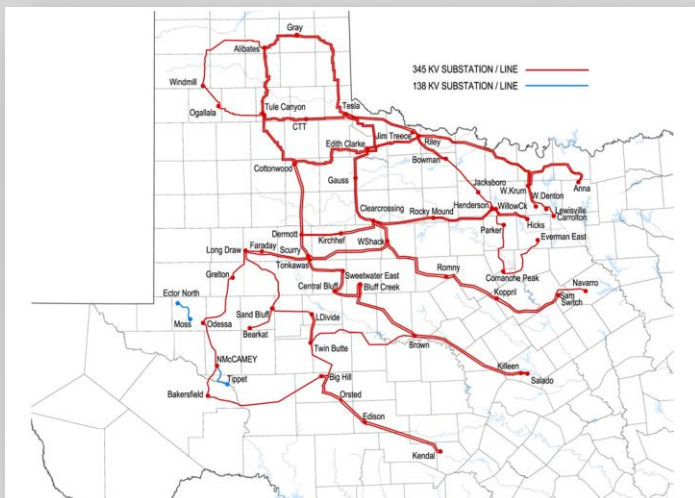 Gray
Alibates
345 KV SUBSTATION / LINE
138 KV SUBSTATION / LINE
Windmill
Ogallala
Tule Canyon
Tesla
CTT
Jim Treece
Riley
Edith Clarke
Bowman
Cottonwood
Gauss
Jacksboro
W.Krum
W.Denton
Anna
Henderson
WillowCk
Lewisville
Carrolton
Clearcrossing
Rocky Mound
Hicks
Parker
Everman East
Dermott
Kirchhef
WShack
Long Draw
Faraday
Scurry
Tonkawas
Comanche Peak
Grelton
Sweetwater East
Romny
Navarro
Central Bluff
Bluff Creek
Koppril
Sam
Switch
Ector North
Sand Bluff
Moss
Odessa
LDivide
Bearkat
Twin Butte
Brown
NMcCAMEY
Killeen
Tippet
Big Hill
Salado
Bakersfield
Orsted
Edison
Kendal